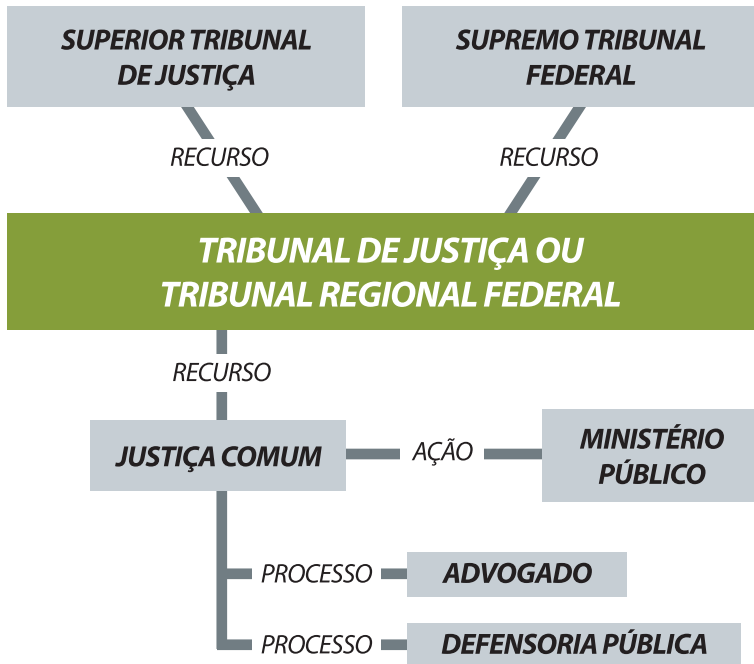 SUPERIOR TRIBUNAL
DE JUSTIÇA
SUPREMO TRIBUNAL
FEDERAL
RECURSO
RECURSO
TRIBUNAL DE JUSTIÇA OU
TRIBUNAL REGIONAL FEDERAL
RECURSO
JUSTIÇA COMUM
AÇÃO
MINISTÉRIO
PÚBLICO
PROCESSO
ADVOGADO
PROCESSO
DEFENSORIA PÚBLICA